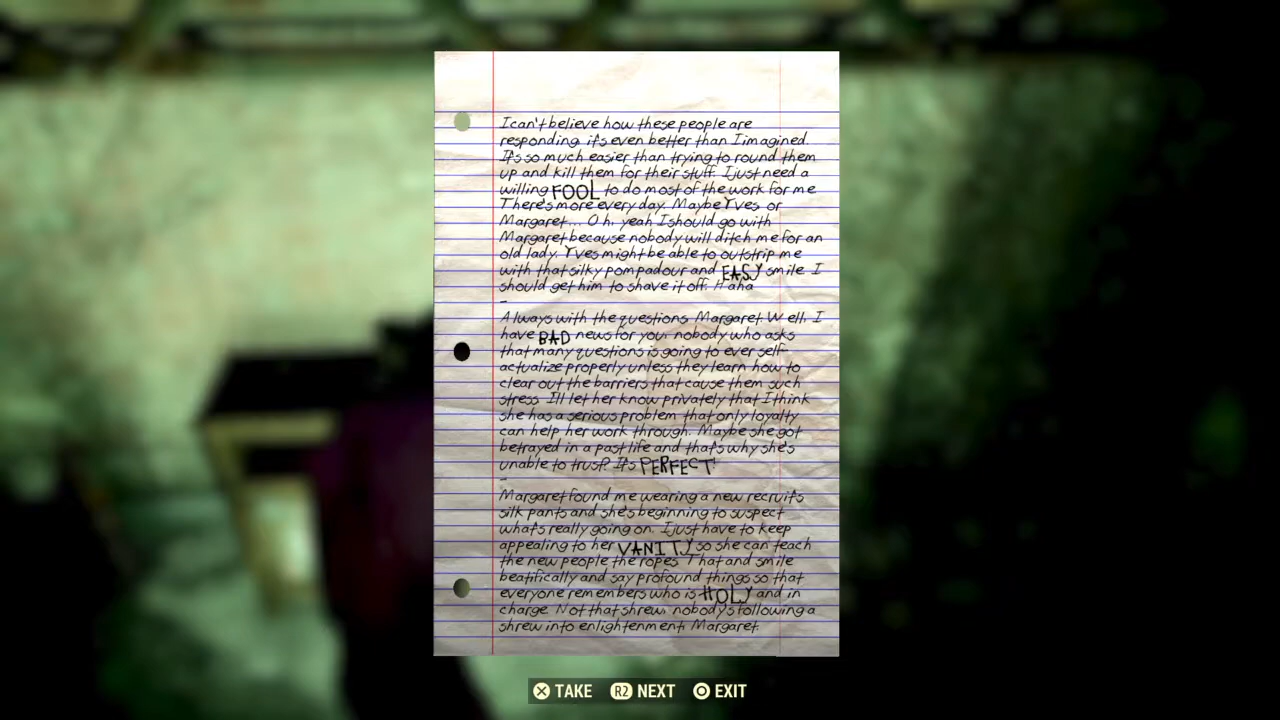 I can't believe how these people are
responding. it's even better than I imagined.
It's so much easier than trying to round them
up and kill them for their stuff. I just need a
willing FOOL to do most of the work for me
There's more every day. Maybe Yves or
Margaret... Oh, yeah I should go with
Margaret because nobody will ditch me for an
old lady. Yves might be able to outstrip me
with that silky pompadour and EASY smile. I
should get him to shave it off. Haha
-
Always with the questions, Margaret. Well, I
have BAD news for you: nobody who asks
that many questions is going to ever self-
actualize properly unless they learn how to
clear out the barriers that cause them such
stress. I'll let her know privately that I think
she has a serious problem that only loyalty
can help her work through. Maybe she got
betrayed in a past life and that's why she's
unable to trust? It's PERFECT!
-
Margaret found me wearing a new recruit's
silk pants and she's beginning to suspect
what's really going on. I just have to keep
appealing to her VANITY so she can teach
the new people the ropes. That and smile
beatifically and say profound things so that
everyone remembers who is HOLY and in
charge. Not that shrew, nobody's following a
shrew into enlightenment, Margaret.
TAKE R2 NEXT EXIT